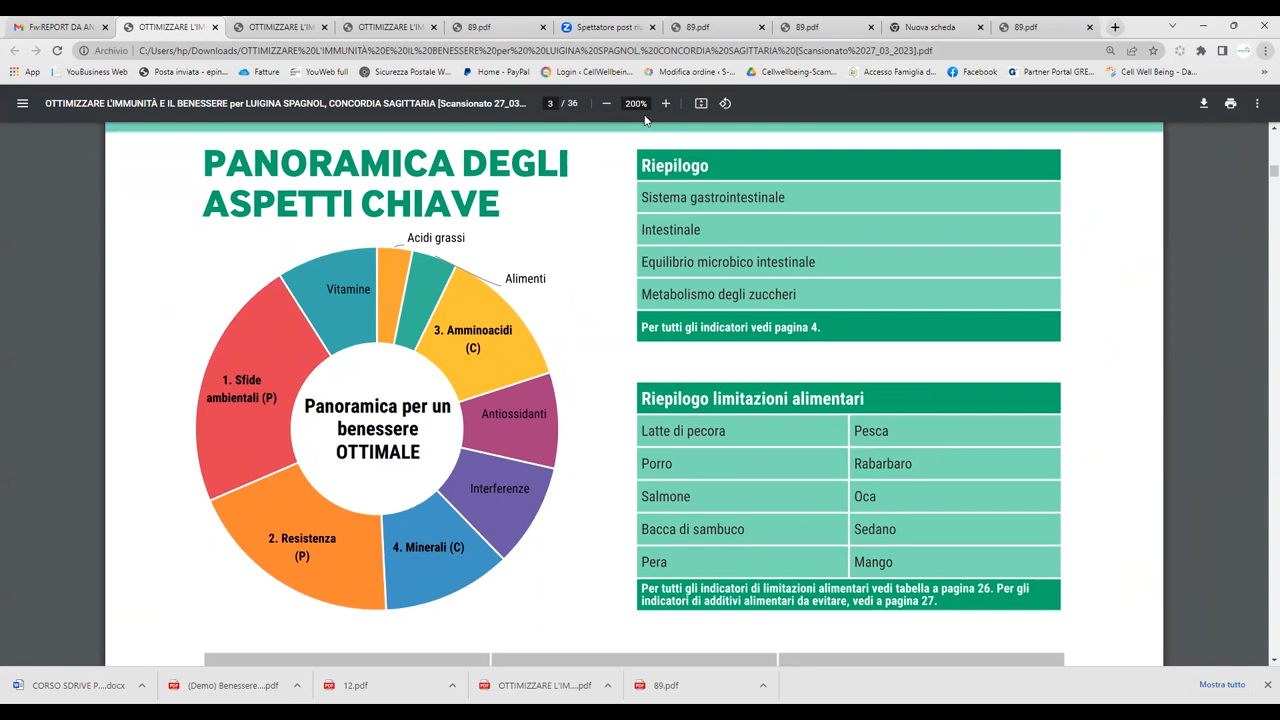 Fw:REPORT DA AN
OTTIMIZZARE L'IM
OTTIMIZZARE L'IM
OTTIMIZZARE L'IM
89.pdf
Spettatore post riu
89.pdf
89.pdf
Nuova scheda
89.pdf
Archivio
C:/Users/hp/Downloads/OTTIMIZZARE%20L'IMMUNITÀ%20E%20IL%20BENESSERE%20per%20%20LUIGINA%20SPAGNOL,%20CONCORDIA%20SAGITTARIA%20[Scansionato%2027_03_2023].pdf
App
YouBusiness Web
Posta inviata - epin...
Fatture
YouWeb full
Sicurezza Postale W...
Home - PayPal
Login ‹ CellWellbein...
Modifica ordine ‹ S-...
Cellwellbeing-Scam...
Accesso Famiglia d...
Facebook
Partner Portal GRE...
Cell Well Being - Da...
»
OTTIMIZZARE L'IMMUNITÀ E IL BENESSERE per LUIGINA SPAGNOL, CONCORDIA SAGITTARIA [Scansionato 27_03...
3 / 36
200%
PANORAMICA DEGLI
ASPETTI CHIAVE
Acidi grassi
Alimenti
Vitamine
3. Amminoacidi
(C)
1. Sfide
ambientali (P)
Antiossidanti
Panoramica per un
benessere
OTTIMALE
Interferenze
2. Resistenza
(P)
4. Minerali (C)
Riepilogo
Sistema gastrointestinale
Intestinale
Equilibrio microbico intestinale
Metabolismo degli zuccheri
Per tutti gli indicatori vedi pagina 4.
Riepilogo limitazioni alimentari
Latte di pecora Pesca
Porro Rabarbaro
Salmone Oca
Bacca di sambuco Sedano
Pera Mango
Per tutti gli indicatori di limitazioni alimentari vedi tabella a pagina 26. Per gli
indicatori di additivi alimentari da evitare, vedi a pagina 27.
CORSO SDRIVE P....docx
(Demo) Benessere....pdf
12.pdf
OTTIMIZZARE L'IM....pdf
89.pdf
Mostra tutto